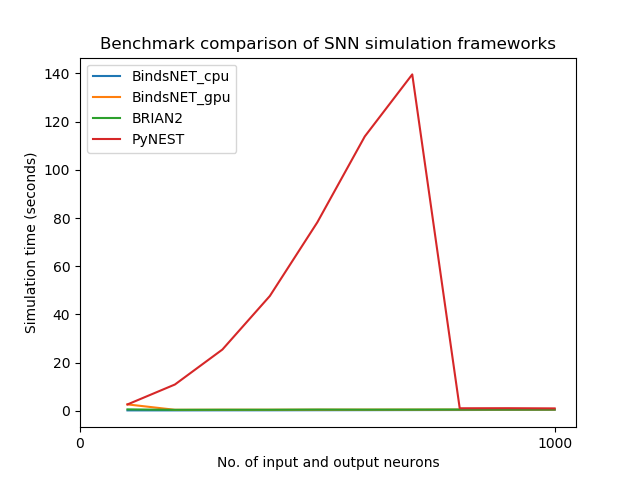 Benchmark comparison of SNN simulation frameworks
BindsNET_cpu
BindsNET_gpu
BRIAN2
PyNEST
Simulation time (seconds)
140
120
100
80
60
40
20
0
0
1000
No. of input and output neurons